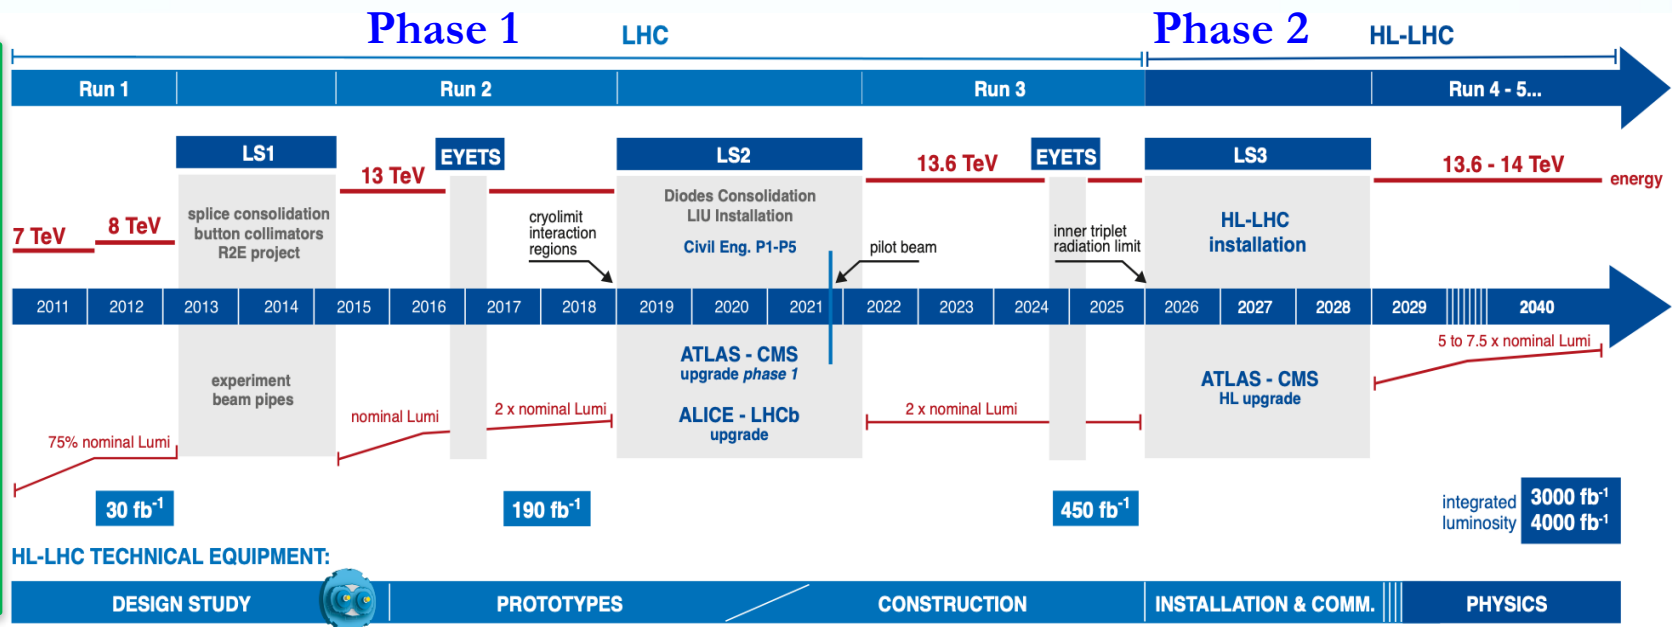 Phase 1
LHC
Phase 2
HL-LHC
Run 1
Run 2
Run 3
Run 4 - 5...
LS1
EYETS
LS2
EYETS
LS3
7 TeV
8 TeV
13 TeV
13.6 TeV
13.6 - 14 TeV
energy
splice consolidation
button collimators
R2E project
cryolimit
interaction
regions
Diodes Consolidation
LIU Installation
Civil Eng. P1-P5
pilot beam
inner triplet
radiation limit
HL-LHC
installation
2011
2012
2013
2014
2015
2016
2017
2018
2019
2020
2021
2022
2023
2024
2025
2026
2027
2028
2029
2040
75% nominal Lumi
experiment
beam pipes
nominal Lumi
2 x nominal Lumi
ATLAS - CMS
upgrade phase 1
ALICE - LHCb
upgrade
2 x nominal Lumi
ATLAS - CMS
HL upgrade
5 to 7.5 x nominal Lumi
30 fb-1
190 fb-1
450 fb-1
integrated
luminosity
3000 fb-1
4000 fb-1
HL-LHC TECHNICAL EQUIPMENT:
DESIGN STUDY
PROTOTYPES
CONSTRUCTION
INSTALLATION & COMM.
PHYSICS